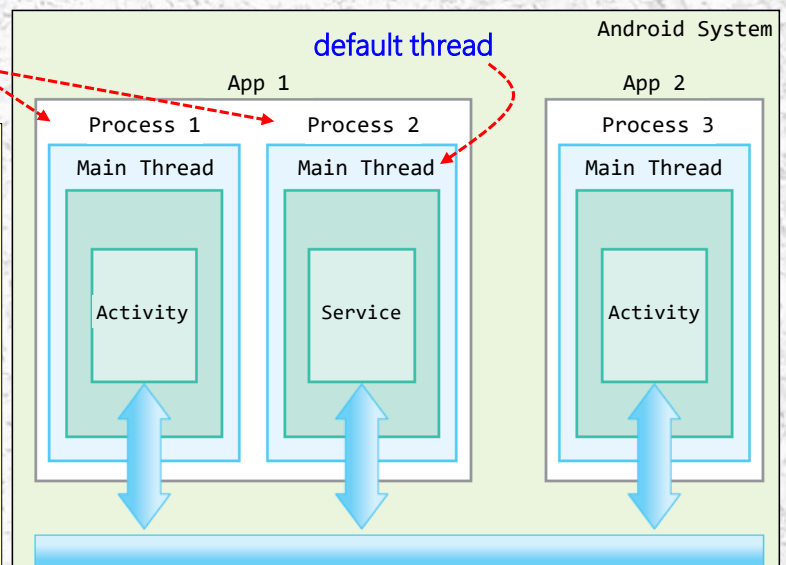 Android System
default thread
App 1
App 2
Process 1
Process 2
Process 3
Main Thread
Main Thread
Main Thread
Activity
Service
Activity